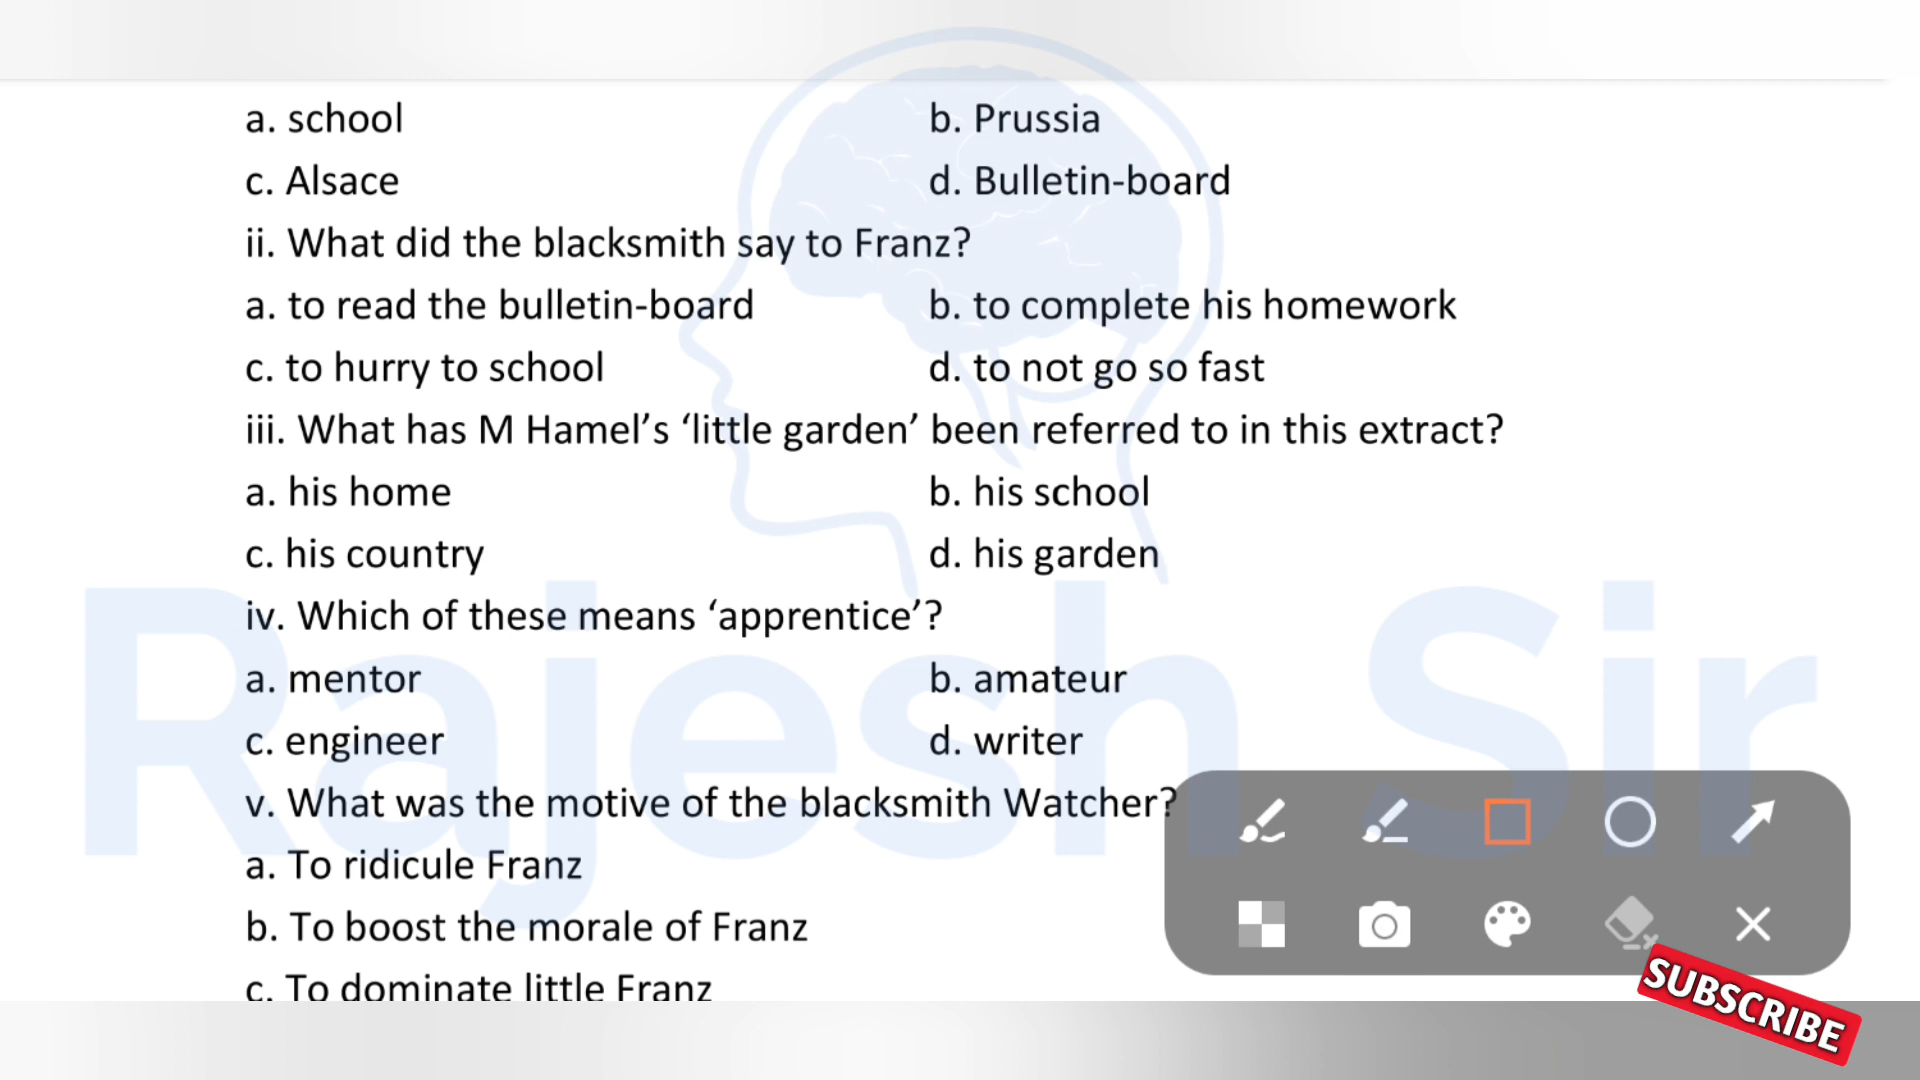 a. school b. Prussia
c. Alsace d. Bulletin-board
ii. What did the blacksmith say to Franz?
a. to read the bulletin-board b. to complete his homework
c. to hurry to school d. to not go so fast
iii. What has M Hamel’s ‘little garden’ been referred to in this extract?
a. his home b. his school
c. his country d. his garden
iv. Which of these means ‘apprentice’?
a. mentor b. amateur
c. engineer d. writer
v. What was the motive of the blacksmith Watcher?
a. To ridicule Franz
b. To boost the morale of Franz
c. To dominate little Franz
Rajesh Sir
SUBSCRIBE